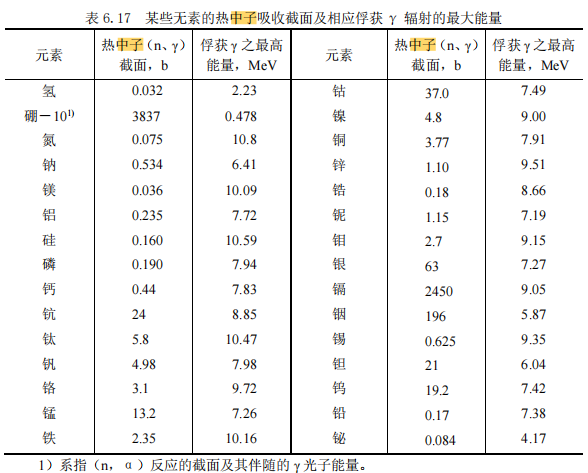 表 6.17 某些无素的热中子吸收截面及相应俘获 γ 辐射的最大能量
元素 热中子(n、γ)截面，b 俘获γ之最高能量，MeV 元素 热中子(n、γ)截面，b 俘获γ之最高能量，MeV
氢 0.032 2.23 钴 37.0 7.49
硼－10¹⁾ 3837 0.478 镍 4.8 9.00
氮 0.075 10.8 铜 3.77 7.91
钠 0.534 6.41 锌 1.10 9.51
镁 0.036 10.09 锆 0.18 8.66
铝 0.235 7.72 铌 1.15 7.19
硅 0.160 10.59 钼 2.7 9.15
磷 0.190 7.94 银 63 7.27
钙 0.44 7.83 镉 2450 9.05
钪 24 8.85 铟 196 5.87
钛 5.8 10.47 锡 0.625 9.35
钒 4.98 7.98 钽 21 6.04
铬 3.1 9.72 钨 19.2 7.42
锰 13.2 7.26 铅 0.17 7.38
铁 2.35 10.16 铋 0.084 4.17
1）系指（n，α）反应的截面及其伴随的γ光子能量。